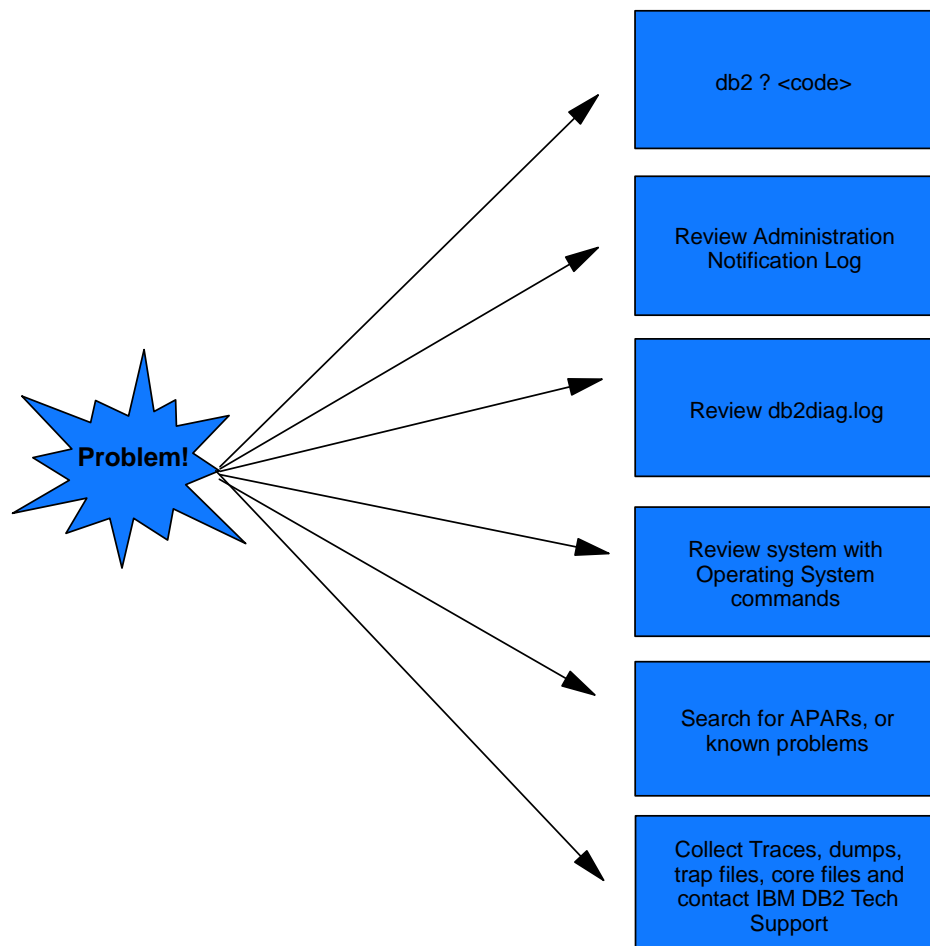 db2 ? <code>
Review Administration
Notification Log
Review db2diag.log
Problem!
Review system with
Operating System
commands
Search for APARs, or
known problems
Collect Traces, dumps,
trap files, core files and
contact IBM DB2 Tech
Support